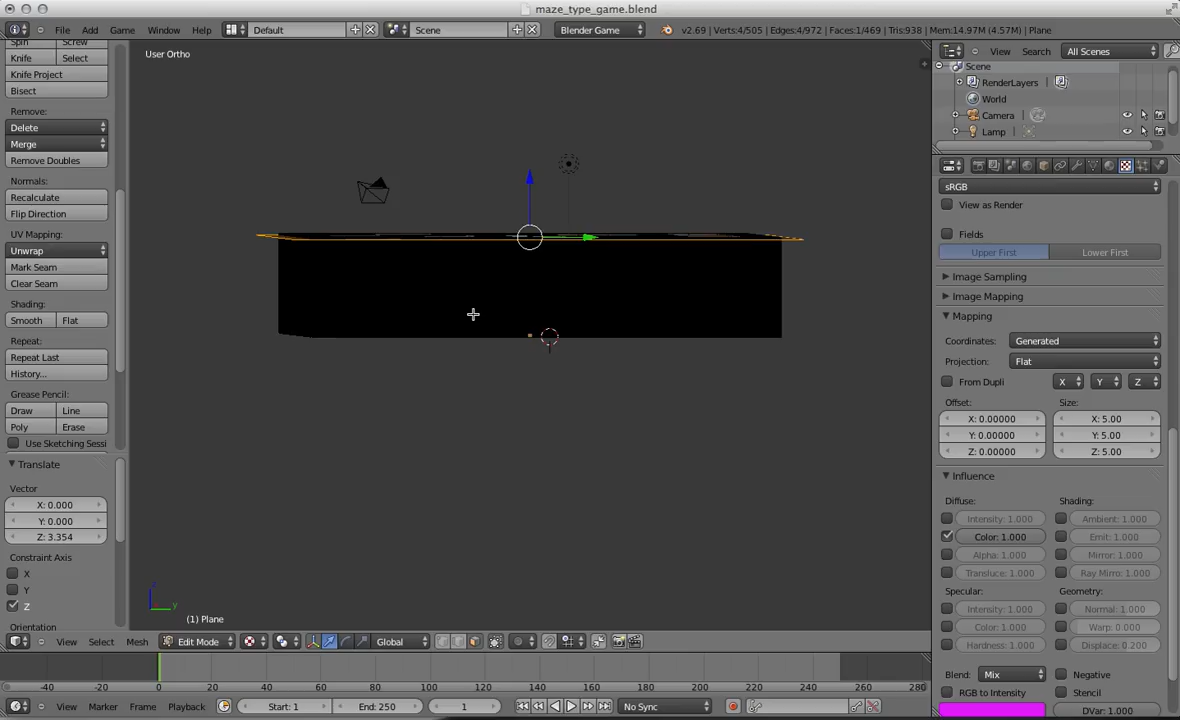 maze_type_game.blend
File Add Game Window Help Default Scene Blender Game v2.69 | Verts:4/505 | Edges:4/972 | Faces:1/469 | Tris:938 | Mem:14.97M (4.57M) | Plane
Spin Screw
Knife Select
Knife Project
Bisect
Remove:
Delete
Merge
Remove Doubles
Normals:
Recalculate
Flip Direction
UV Mapping:
Unwrap
Mark Seam
Clear Seam
Shading:
Smooth Flat
Repeat:
Repeat Last
History...
Grease Pencil:
Draw Line
Poly Erase
Use Sketching Sessi
Translate
Vector
X: 0.000
Y: 0.000
Z: 3.354
Constraint Axis
X
Y
Z
Orientation
User Ortho
z
y
(1) Plane
View Select Mesh Edit Mode Global
-40 -20 0 20 40 60 80 100 120 140 160 180 200 220 240 260 280
View Marker Frame Playback Start: 1 End: 250 1 No Sync
View Search All Scenes
Scene
RenderLayers |
World
Camera |
Lamp |
sRGB
View as Render
Fields
Upper First Lower First
Image Sampling
Image Mapping
Mapping
Coordinates: Generated
Projection: Flat
From Dupli X Y Z
Offset: Size:
X: 0.00000 X: 5.00
Y: 0.00000 Y: 5.00
Z: 0.00000 Z: 5.00
Influence
Diffuse: Shading:
Intensity: 1.000 Ambient: 1.000
Color: 1.000 Emit: 1.000
Alpha: 1.000 Mirror: 1.000
Transluce: 1.000 Ray Mirro: 1.000
Specular: Geometry:
Intensity: 1.000 Normal: 1.000
Color: 1.000 Warp: 0.000
Hardness: 1.000 Displace: 0.200
Blend: Mix Negative
RGB to Intensity Stencil
DVar: 1.000